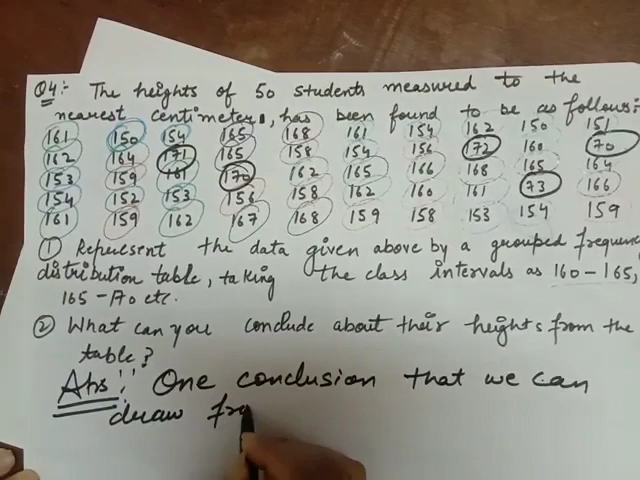 Q4:- The heights of 50 students measured to the
nearest centimeter, has been found to be as follows:-
161 150 154 165 168 161 154 162 150 151
162 164 171 165 158 154 156 172 160 170
153 159 161 170 162 165 166 168 165 164
154 152 153 156 158 162 160 161 173 166
161 159 162 167 168 159 158 153 154 159
① Represent the data given above by a grouped frequency
distribution table, taking the class intervals as 160-165,
165-170 etc.
② What can you conclude about their heights from the
table?
Ans:- One conclusion that we can
draw fro